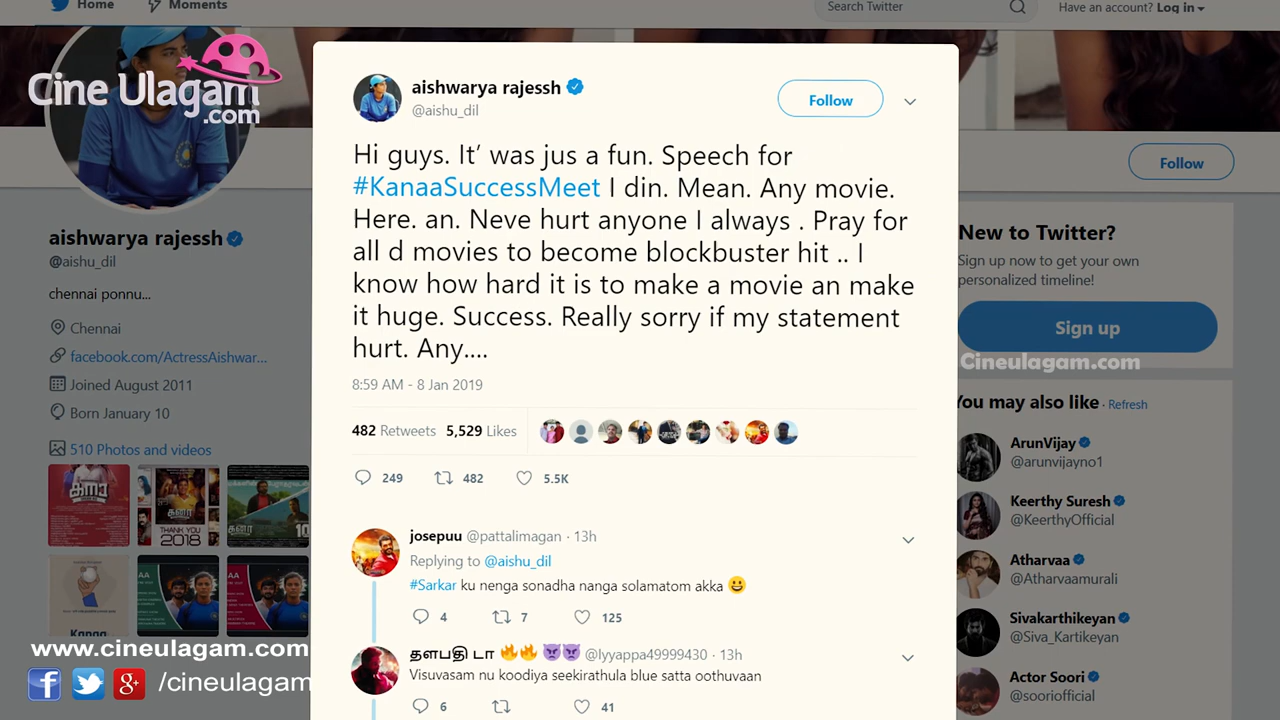 Home
Moments
Search Twitter
Have an account? Log in
Cine Ulagam
.com
aishwarya rajessh
@aishu_dil
chennai ponnu...
Chennai
facebook.com/ActressAishwar...
Joined August 2011
Born January 10
510 Photos and videos
THANK YOU
2018
www.cineulagam.com
/cineulagam
aishwarya rajessh
@aishu_dil
Follow
Hi guys. It’ was jus a fun. Speech for
#KanaaSuccessMeet I din. Mean. Any movie.
Here. an. Neve hurt anyone I always . Pray for
all d movies to become blockbuster hit .. I
know how hard it is to make a movie an make
it huge. Success. Really sorry if my statement
hurt. Any....
8:59 AM - 8 Jan 2019
482 Retweets 5,529 Likes
249 482 5.5K
josepuu @pattalimagan · 13h
Replying to @aishu_dil
#Sarkar ku nenga sonadha nanga solamatom akka 😀
4 7 125
தளபதி டா 🔥🔥 👿👿 @Iyyappa49999430 · 13h
Visuvasam nu koodiya seekirathula blue satta oothuvaan
6 41
Follow
New to Twitter?
Sign up now to get your own
personalized timeline!
Sign up
Cineulagam.com
You may also like · Refresh
ArunVijay
@arunvijayno1
Keerthy Suresh
@KeerthyOfficial
Atharvaa
@Atharvaamurali
Sivakarthikeyan
@Siva_Kartikeyan
Actor Soori
@sooriofficial